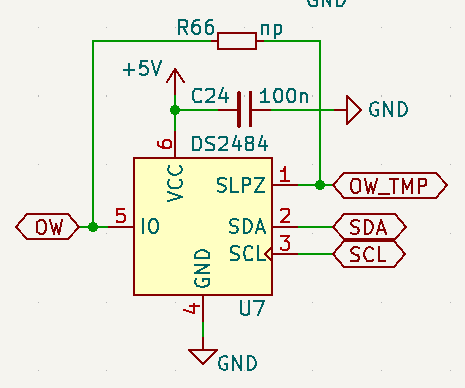 GND
R66 np
+5V
C24 100n GND
6 DS2484
VCC SLPZ 1 OW_TMP
OW 5 IO SDA 2 SDA
GND SCL 3 SCL
4 U7
GND